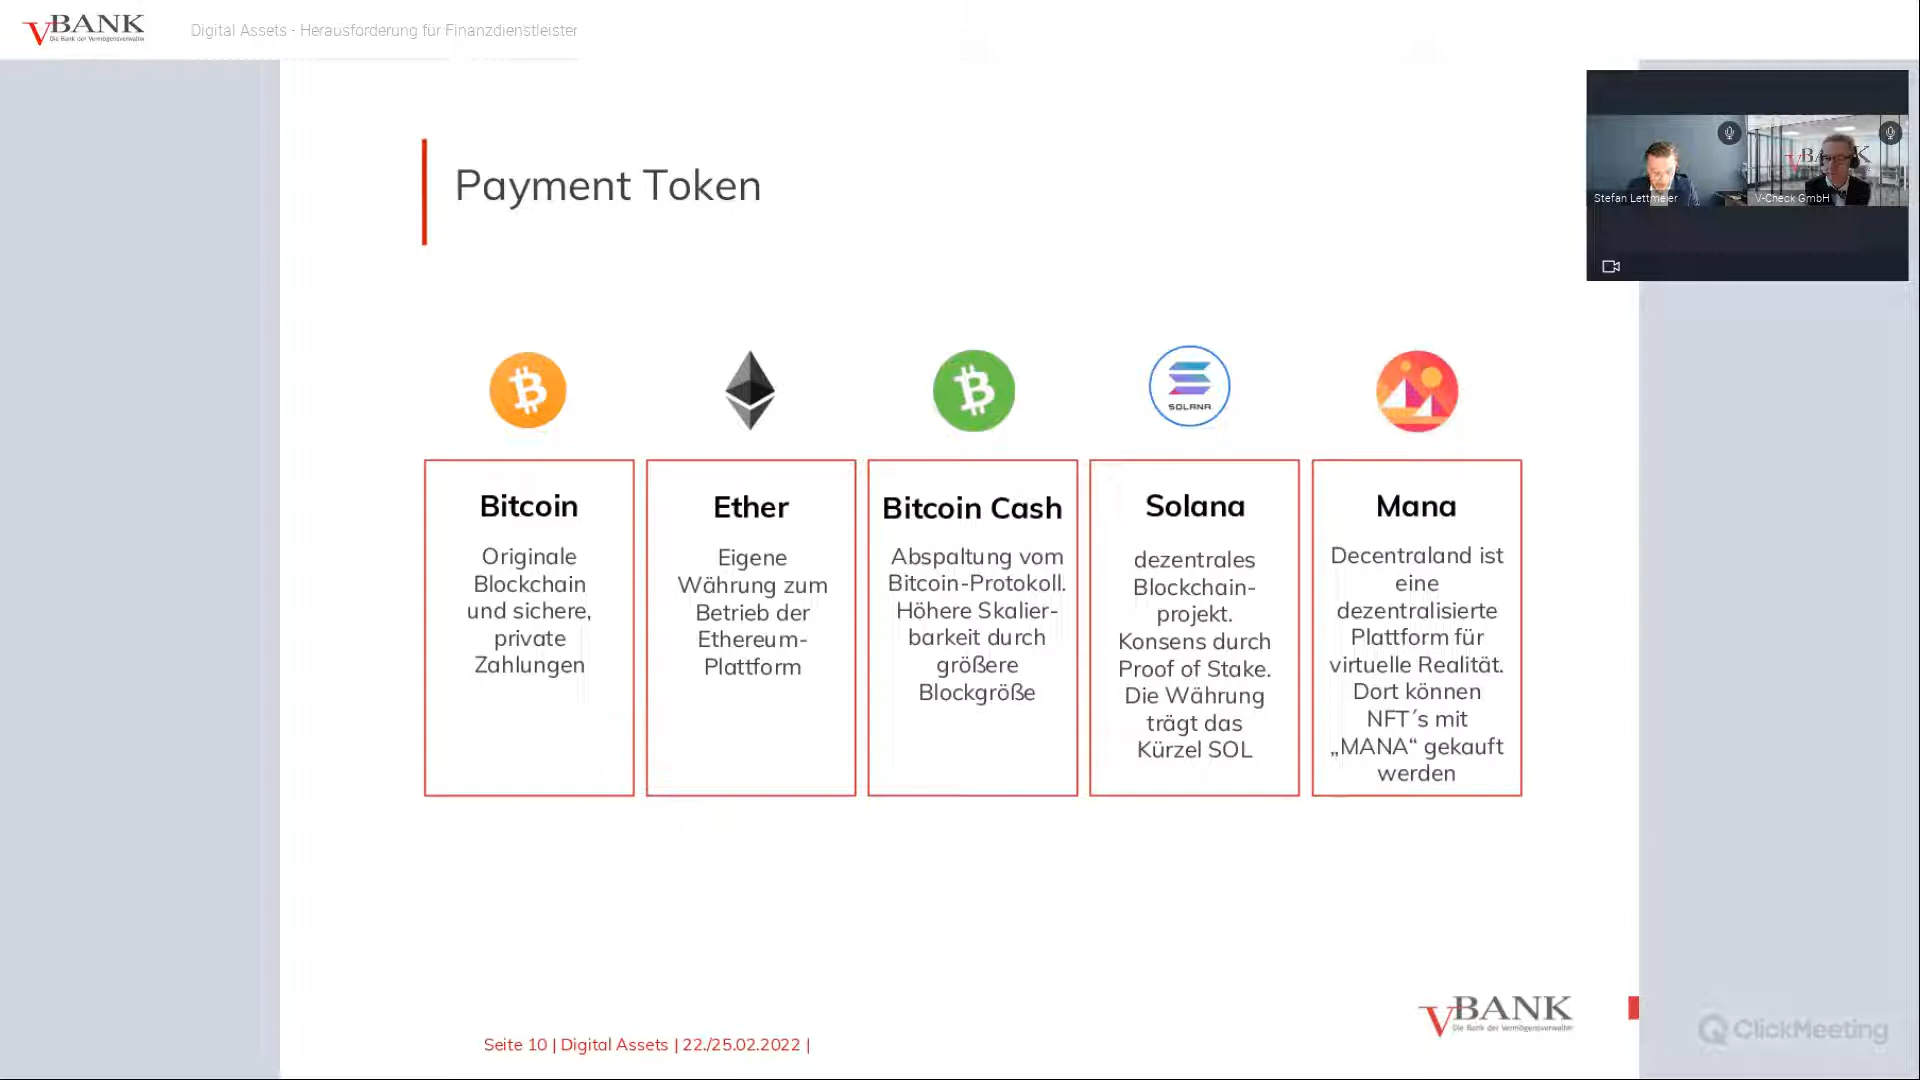 VBANK
Die Bank der Vermögensverwalter
Digital Assets - Herausforderung für Finanzdienstleister
Stefan Lettmeier
V-Check GmbH
Payment Token
SOLANA
Bitcoin
Originale
Blockchain
und sichere,
private
Zahlungen
Ether
Eigene
Währung zum
Betrieb der
Ethereum-
Plattform
Bitcoin Cash
Abspaltung vom
Bitcoin-Protokoll.
Höhere Skalier-
barkeit durch
größere
Blockgröße
Solana
dezentrales
Blockchain-
projekt.
Konsens durch
Proof of Stake.
Die Währung
trägt das
Kürzel SOL
Mana
Decentraland ist
eine
dezentralisierte
Plattform für
virtuelle Realität.
Dort können
NFT´s mit
„MANA“ gekauft
werden
VBANK
Die Bank der Vermögensverwalter
Seite 10 | Digital Assets | 22./25.02.2022 |
ClickMeeting